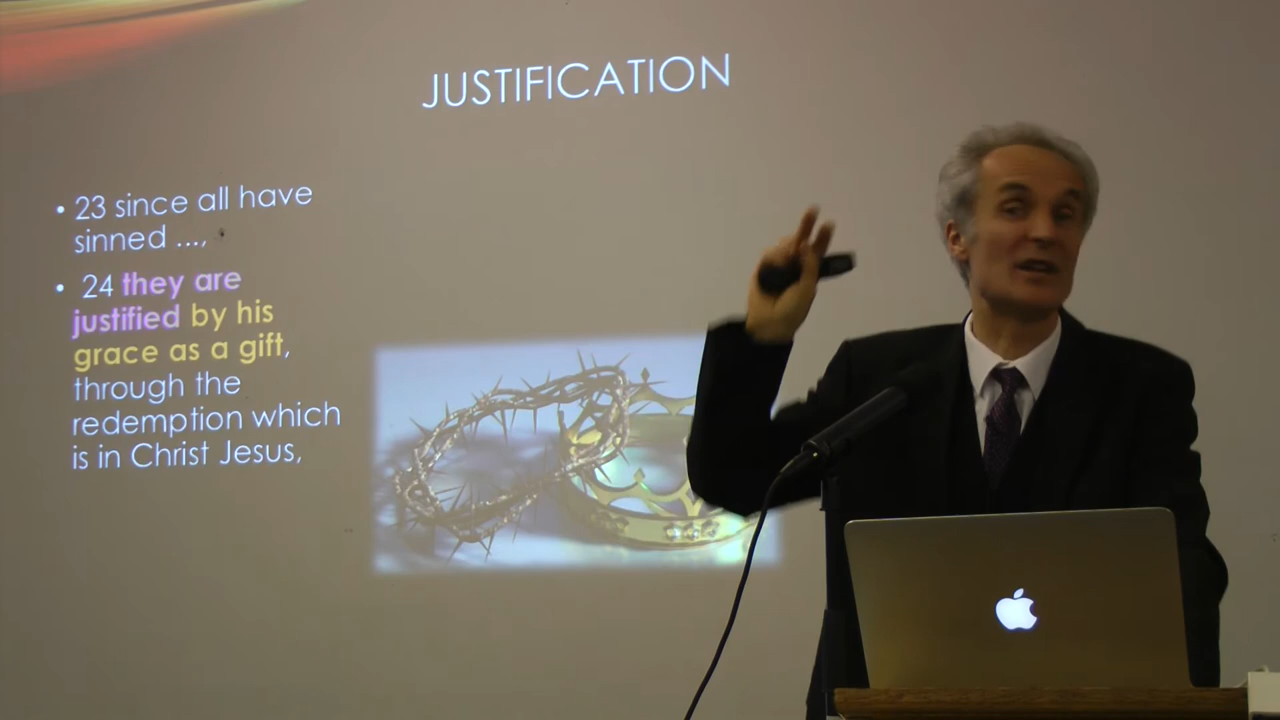 JUSTIFICATION
• 23 since all have
sinned ...,
• 24 they are
justified by his
grace as a gift,
through the
redemption which
is in Christ Jesus,